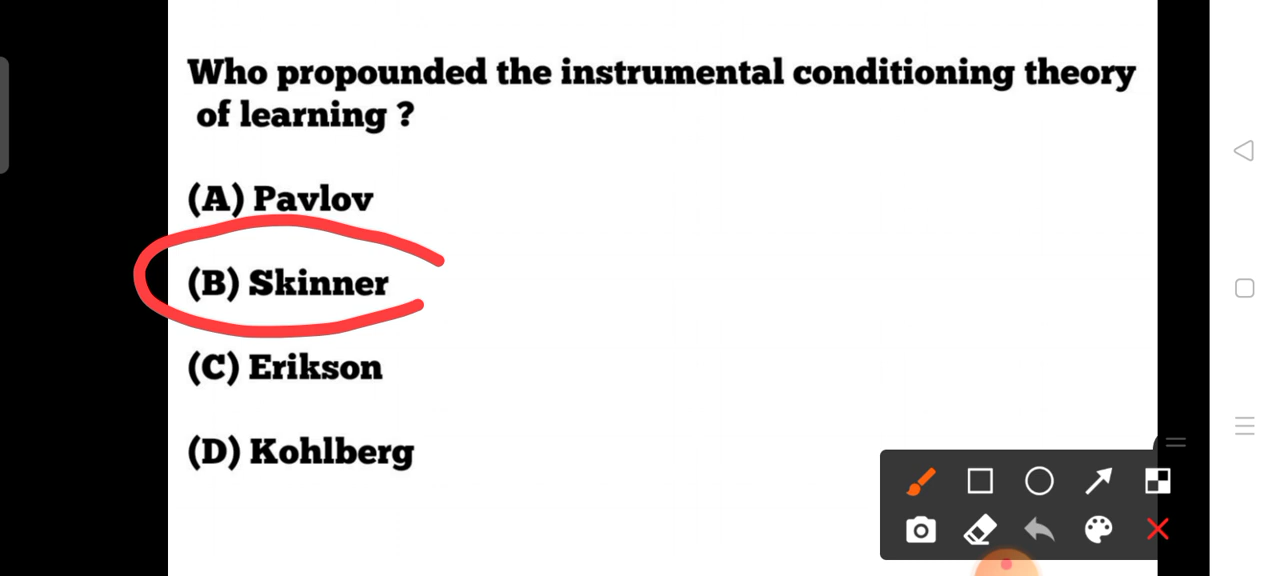 Who propounded the instrumental conditioning theory
of learning ?
(A) Pavlov
(B) Skinner
(C) Erikson
(D) Kohlberg